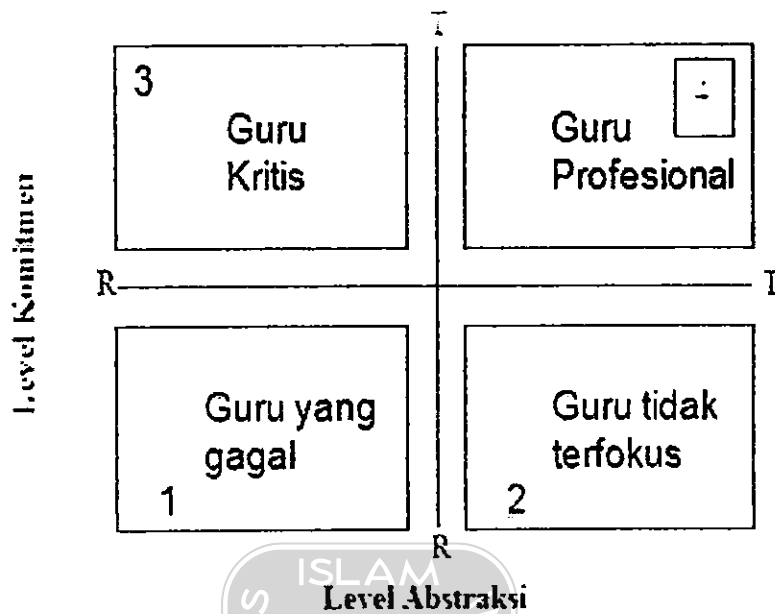 T
3
Guru
Kritis
Guru
Profesional
Level Komitmen
R
T
Guru yang
gagal
1
Guru tidak
terfokus
2
R
ISLAM
Level Abstraksi